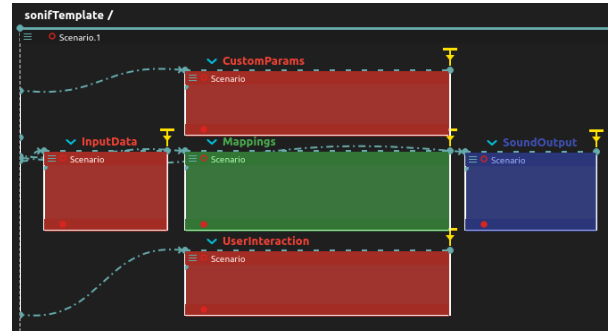 sonifTemplate /
Scenario.1
CustomParams
Scenario
InputData
Scenario
Mappings
Scenario
SoundOutput
Scenario
UserInteraction
Scenario